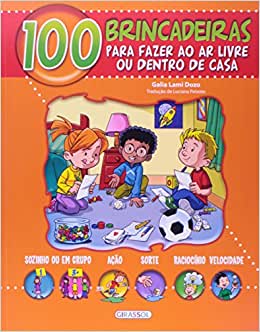 100 BRINCADEIRAS
PARA FAZER AO AR LIVRE
OU DENTRO DE CASA
Galia Lami Dozo
Tradução de Luciana Peixoto
SOZINHO OU EM GRUPO AÇÃO SORTE RACIOCÍNIO VELOCIDADE
GIRASSOL